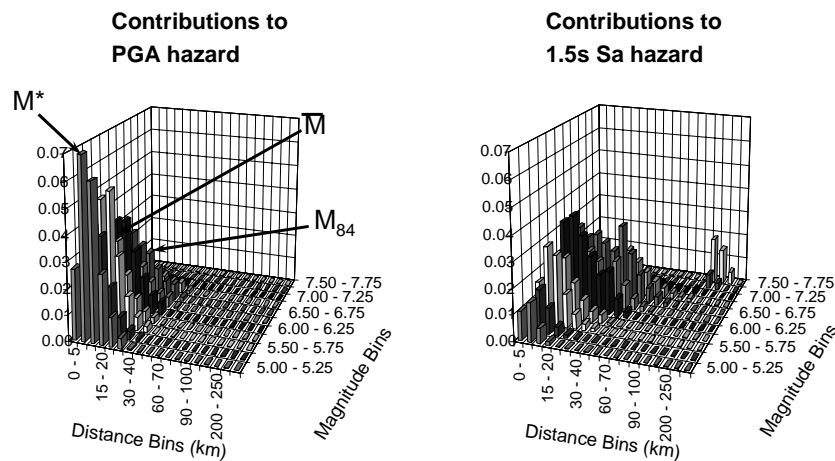 Contributions to
PGA hazard
M*
M̅
M84
0.07
0.06
0.05
0.04
0.03
0.02
0.01
0.00
0 - 5
15 - 20
30 - 40
60 - 70
90 - 100
200 - 250
Distance Bins (km)
7.50 - 7.75
7.00 - 7.25
6.50 - 6.75
6.00 - 6.25
5.50 - 5.75
5.00 - 5.25
Magnitude Bins
Contributions to
1.5s Sa hazard
0.07
0.06
0.05
0.04
0.03
0.02
0.01
0.00
0 - 5
15 - 20
30 - 40
60 - 70
90 - 100
200 - 250
Distance Bins (km)
7.50 - 7.75
7.00 - 7.25
6.50 - 6.75
6.00 - 6.25
5.50 - 5.75
5.00 - 5.25
Magnitude Bins